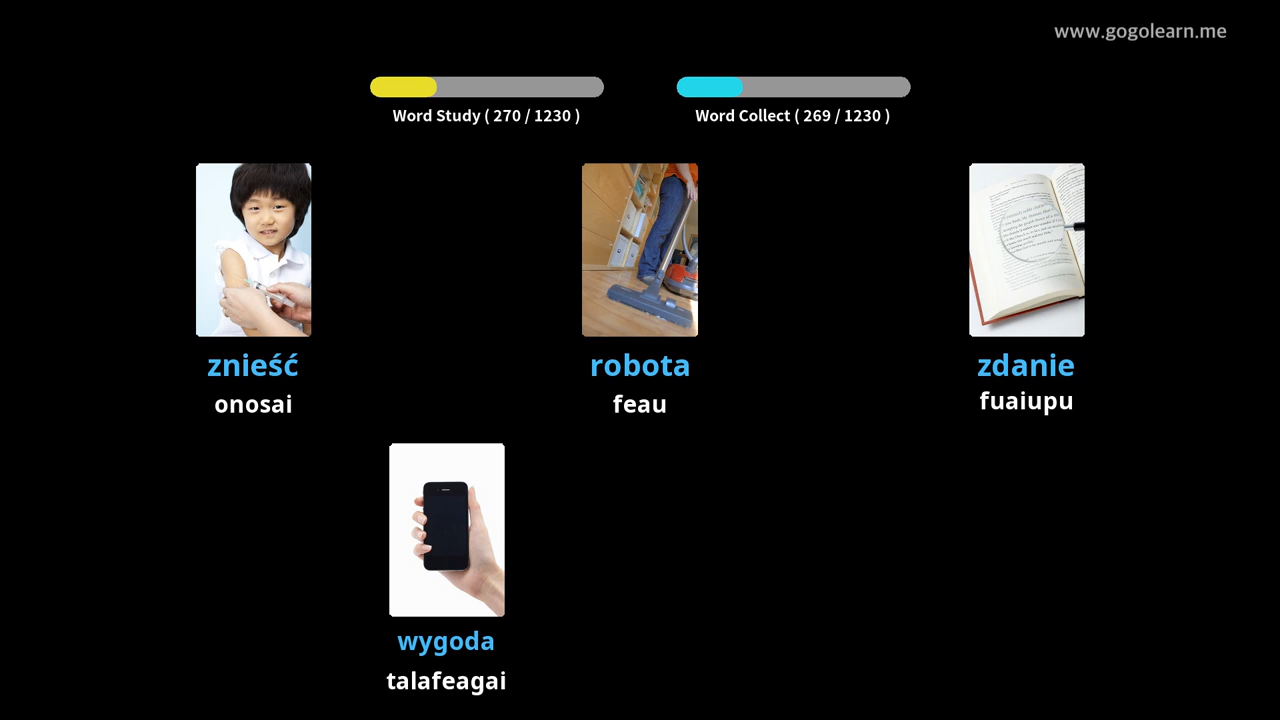 www.gogolearn.me
Word Study ( 270 / 1230 )
Word Collect ( 269 / 1230 )
znieść
robota
zdanie
onosai
feau
fuaiupu
wygoda
talafeagai